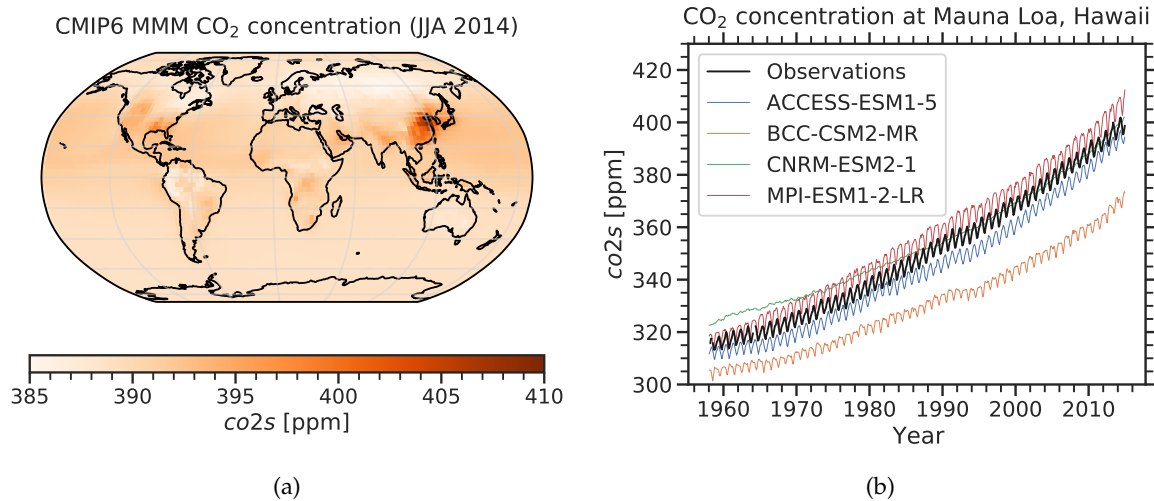 CMIP6 MMM CO₂ concentration (JJA 2014)
385 390 395 400 405 410
co2s [ppm]
(a)
CO₂ concentration at Mauna Loa, Hawaii
Observations
ACCESS-ESM1-5
BCC-CSM2-MR
CNRM-ESM2-1
MPI-ESM1-2-LR
420
400
380
360
340
320
300
co2s [ppm]
1960 1970 1980 1990 2000 2010
Year
(b)